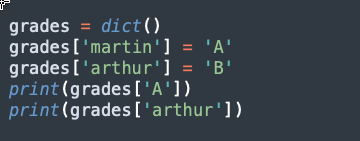 grades = dict()
grades['martin'] = 'A'
grades['arthur'] = 'B'
print(grades['A'])
print(grades['arthur'])